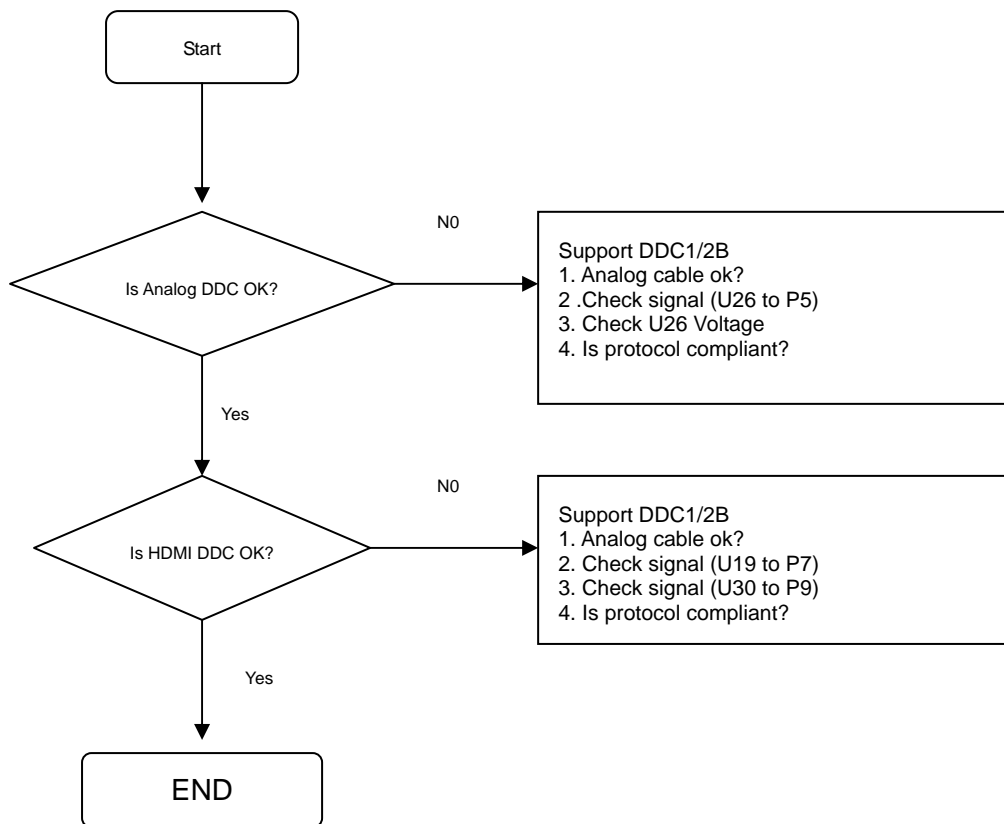 Start
Is Analog DDC OK?
N0
Support DDC1/2B
1. Analog cable ok?
2 .Check signal (U26 to P5)
3. Check U26 Voltage
4. Is protocol compliant?
Yes
Is HDMI DDC OK?
N0
Support DDC1/2B
1. Analog cable ok?
2. Check signal (U19 to P7)
3. Check signal (U30 to P9)
4. Is protocol compliant?
Yes
END